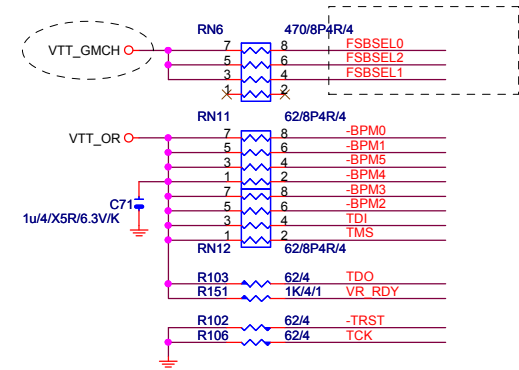 RN6 470/8P4R/4
VTT_GMCH 7 8 FSBSEL0
5 6 FSBSEL2
3 4 FSBSEL1
1 2
RN11 62/8P4R/4
VTT_OR 7 8 -BPM0
5 6 -BPM1
3 4 -BPM5
1 2 -BPM4
7 8 -BPM3
C71 5 6 -BPM2
1u/4/X5R/6.3V/K 3 4 TDI
1 2 TMS
RN12 62/8P4R/4
R103 62/4 TDO
R151 1K/4/1 VR_RDY
R102 62/4 -TRST
R106 62/4 TCK